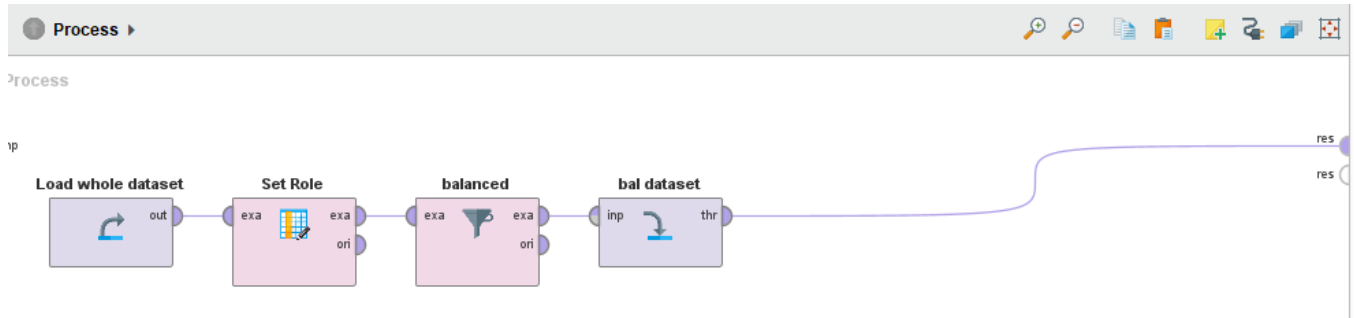 Process
Process
inp
res
res
Load whole dataset
out
Set Role
exa
exa
ori
balanced
exa
exa
ori
bal dataset
inp
thr